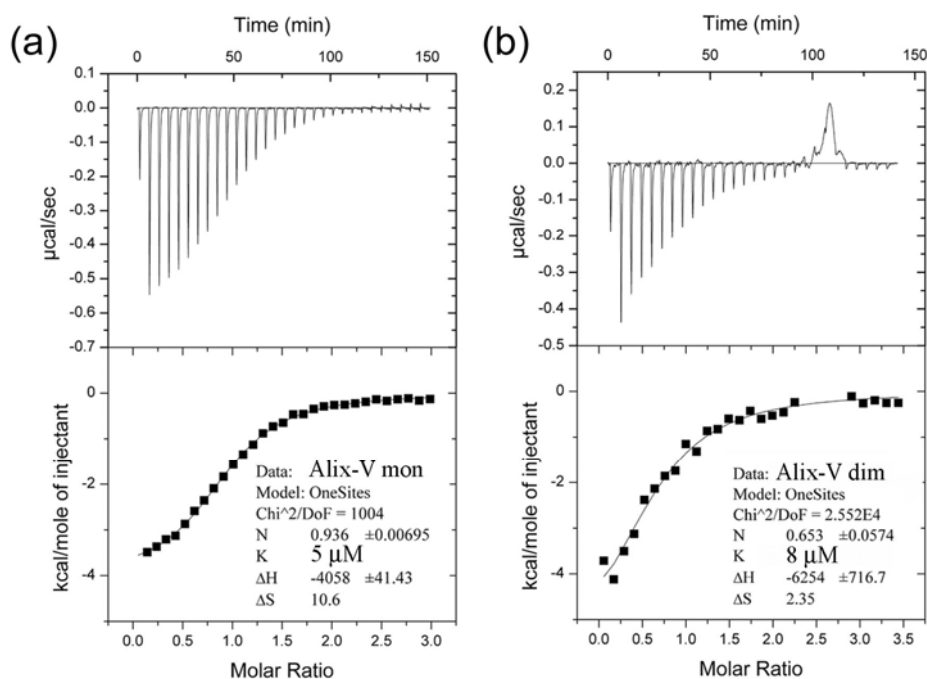 (a)
Time (min)
0 50 100 150
0.1
0.0
-0.1
-0.2
-0.3
-0.4
-0.5
-0.6
-0.7
µcal/sec
0
-2
-4
kcal/mole of injectant
Data: Alix-V mon
Model: OneSites
Chi^2/DoF = 1004
N 0.936 ±0.00695
K 5 µM
ΔH -4058 ±41.43
ΔS 10.6
0.0 0.5 1.0 1.5 2.0 2.5 3.0
Molar Ratio
(b)
Time (min)
0 50 100 150
0.2
0.1
0.0
-0.1
-0.2
-0.3
-0.4
-0.5
µcal/sec
0
-2
-4
kcal/mole of injectant
Data: Alix-V dim
Model: OneSites
Chi^2/DoF = 2.552E4
N 0.653 ±0.0574
K 8 µM
ΔH -6254 ±716.7
ΔS 2.35
0.0 0.5 1.0 1.5 2.0 2.5 3.0 3.5
Molar Ratio